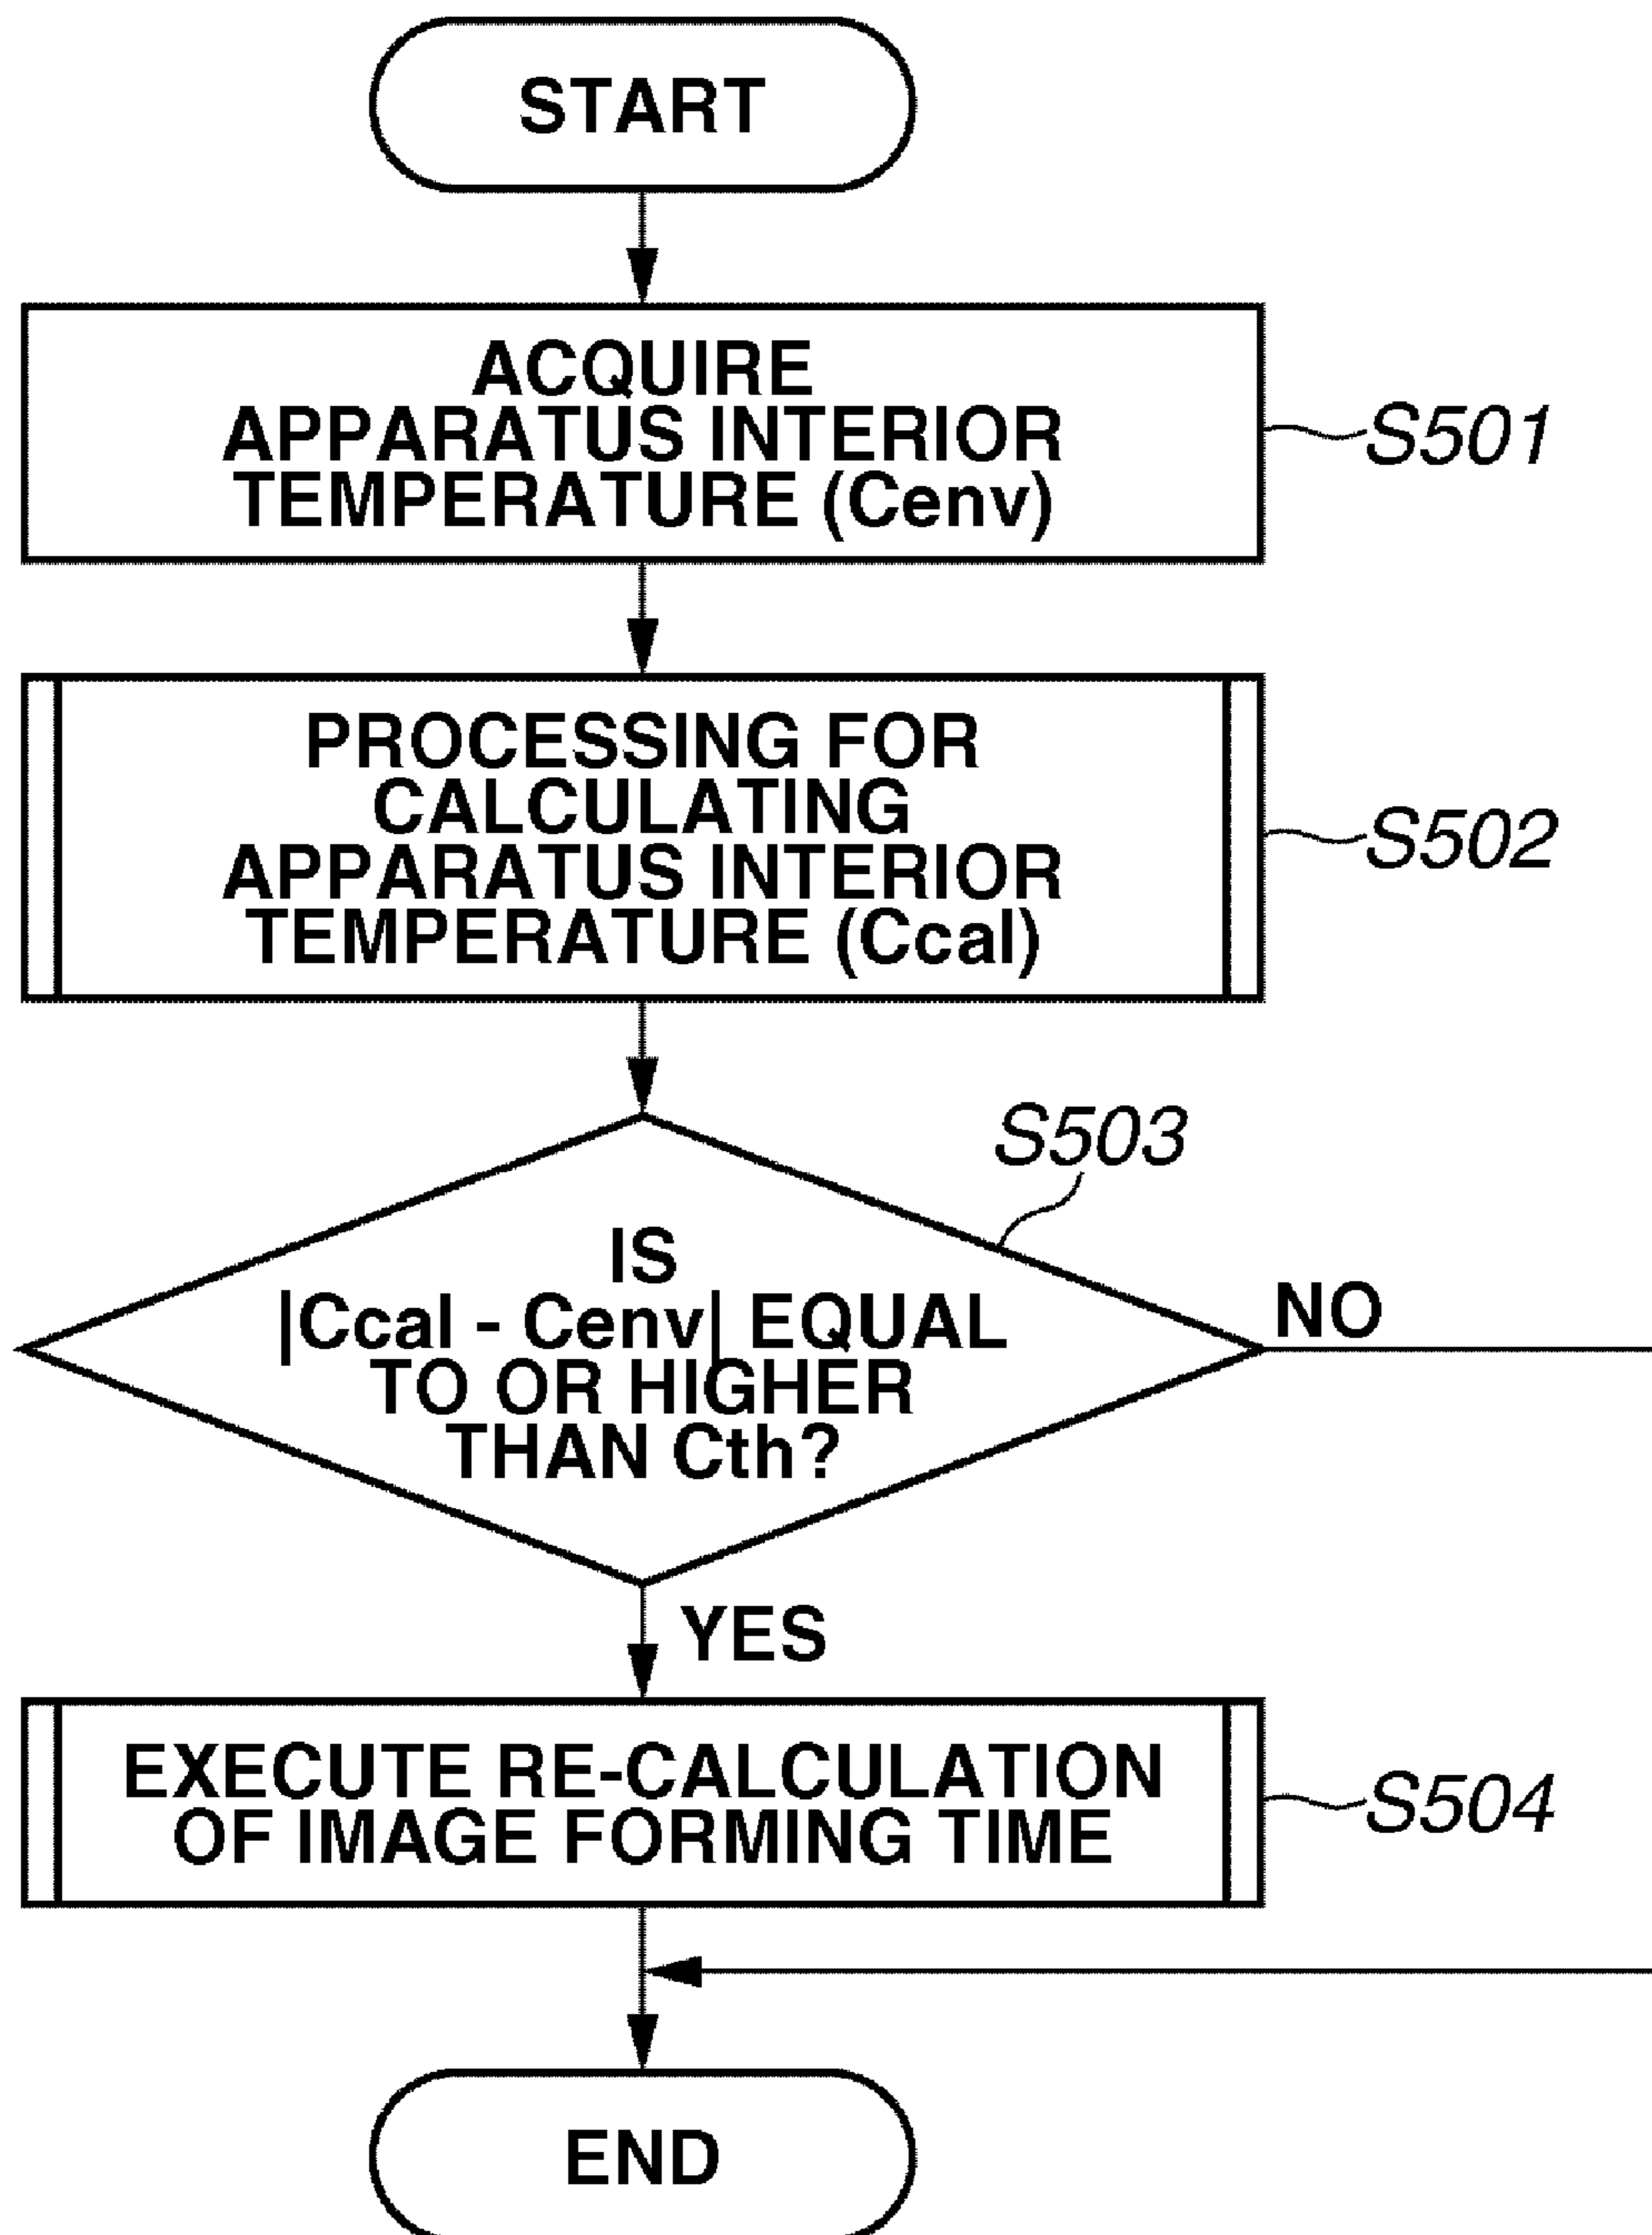 START
ACQUIRE
APPARATUS INTERIOR
TEMPERATURE (Cenv)
S501
PROCESSING FOR
CALCULATING
APPARATUS INTERIOR
TEMPERATURE (Ccal)
S502
S503
IS
|Ccal - Cenv| EQUAL
TO OR HIGHER
THAN Cth?
NO
YES
EXECUTE RE-CALCULATION
OF IMAGE FORMING TIME
S504
END